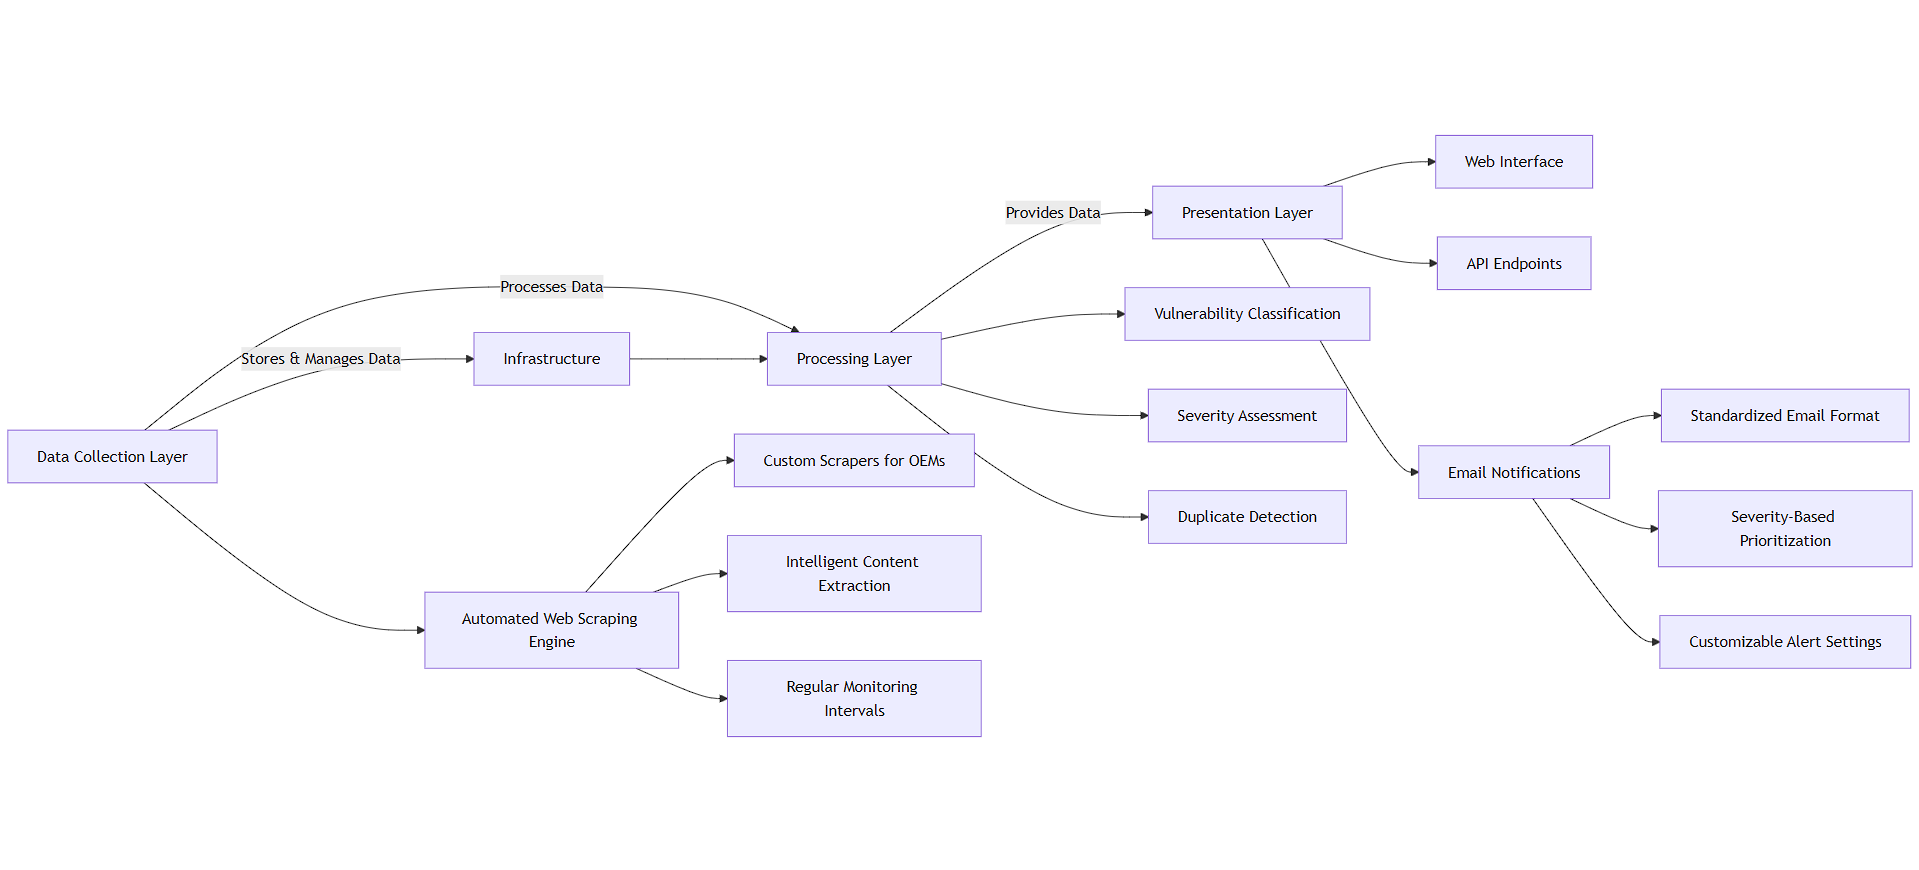 Data Collection Layer
Processes Data
Stores & Manages Data
Infrastructure
Automated Web Scraping
Engine
Processing Layer
Custom Scrapers for OEMs
Intelligent Content
Extraction
Regular Monitoring
Intervals
Provides Data
Presentation Layer
Vulnerability Classification
Severity Assessment
Duplicate Detection
Web Interface
API Endpoints
Email Notifications
Standardized Email Format
Severity-Based
Prioritization
Customizable Alert Settings